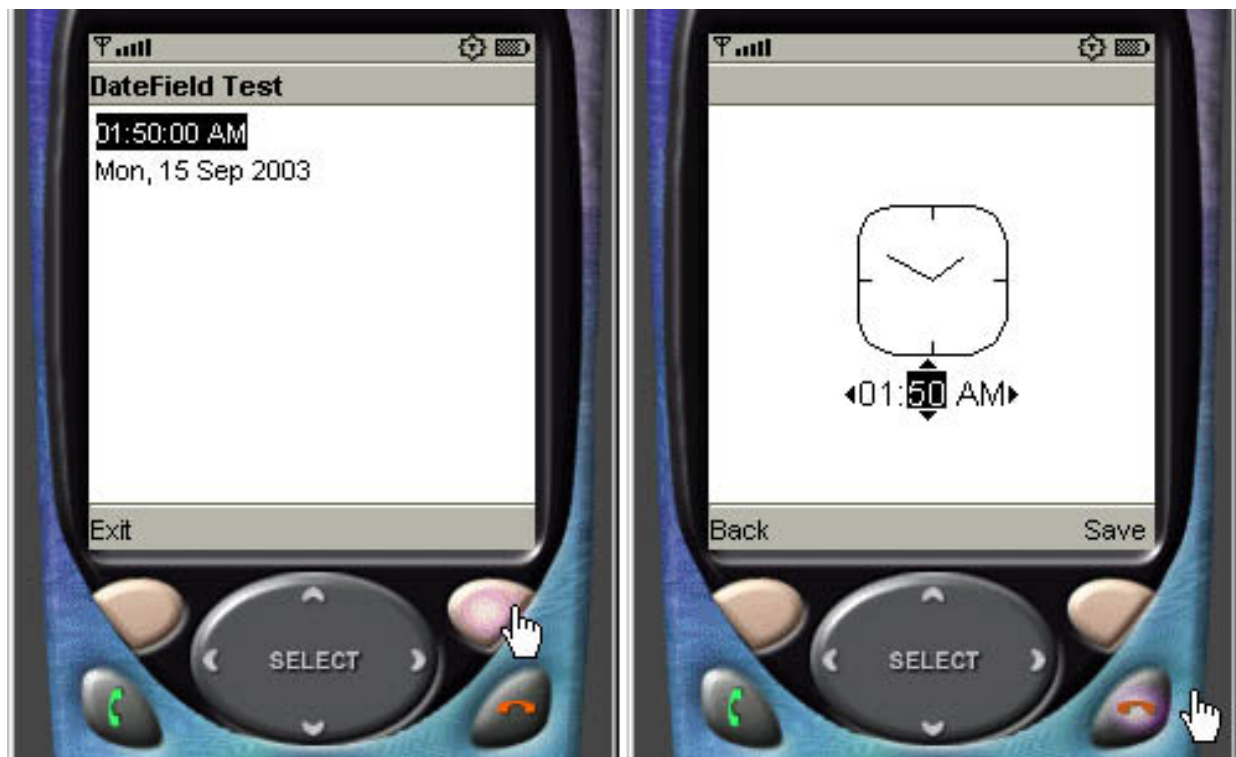 DateField Test
01:50:00 AM
Mon, 15 Sep 2003
Exit
SELECT
01:50 AM
Back Save
SELECT